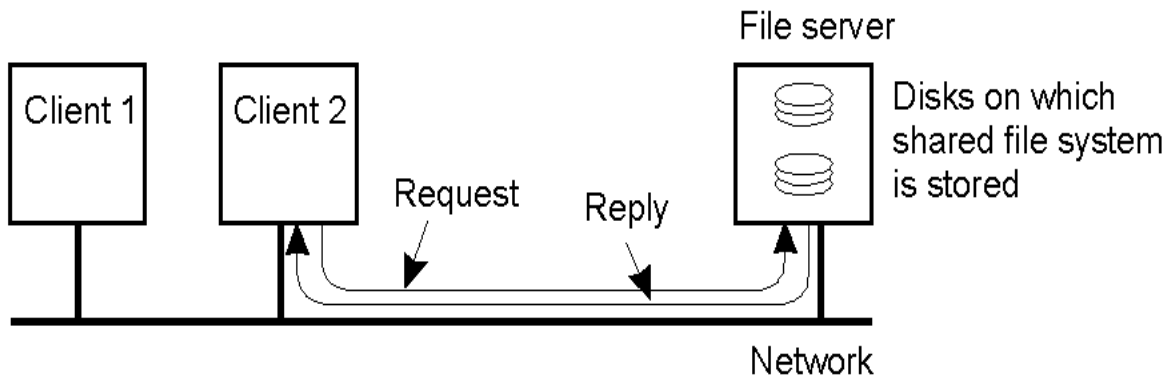 File server
Client 1
Client 2
Disks on which
shared file system
is stored
Request
Reply
Network